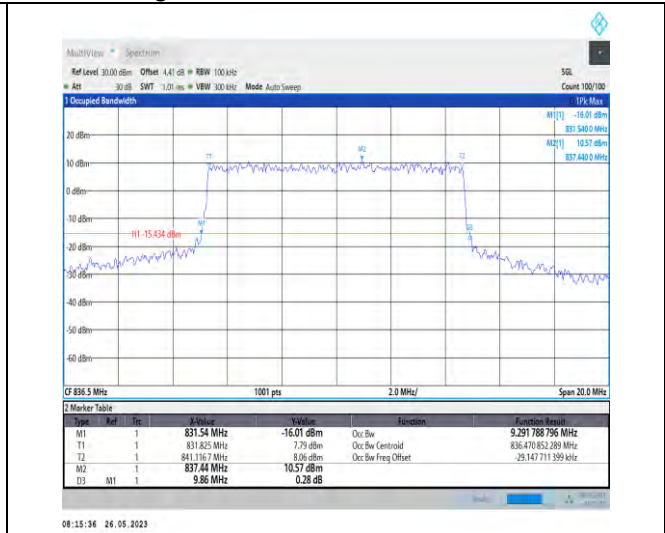 MultiView Spectrum
Ref Level 30.00 dBm Offset 4.41 dB RBW 100 kHz SGL
Att 30 dB SWT 1.01 ms VBW 300 kHz Mode Auto Sweep Count 100/100
1 Occupied Bandwidth 1Pk Max
M1[1] -16.01 dBm
831.540 0 MHz
M2[1] 10.57 dBm
837.440 0 MHz
20 dBm
10 dBm
0 dBm
-10 dBm
-20 dBm
-30 dBm
-40 dBm
-50 dBm
-60 dBm
T1
M2
T2
M1
H1 -15.434 dBm
D3
CF 836.5 MHz 1001 pts 2.0 MHz/ Span 20.0 MHz
2 Marker Table
Type Ref Trc X-Value Y-Value Function Function Result
M1 1 831.54 MHz -16.01 dBm Occ Bw 9.291 788 796 MHz
T1 1 831.825 MHz 7.79 dBm Occ Bw Centroid 836.470 852 289 MHz
T2 1 841.1167 MHz 8.06 dBm Occ Bw Freq Offset -29.147 711 399 kHz
M2 1 837.44 MHz 10.57 dBm
D3 M1 1 9.86 MHz 0.28 dB
08:15:36 26.05.2023